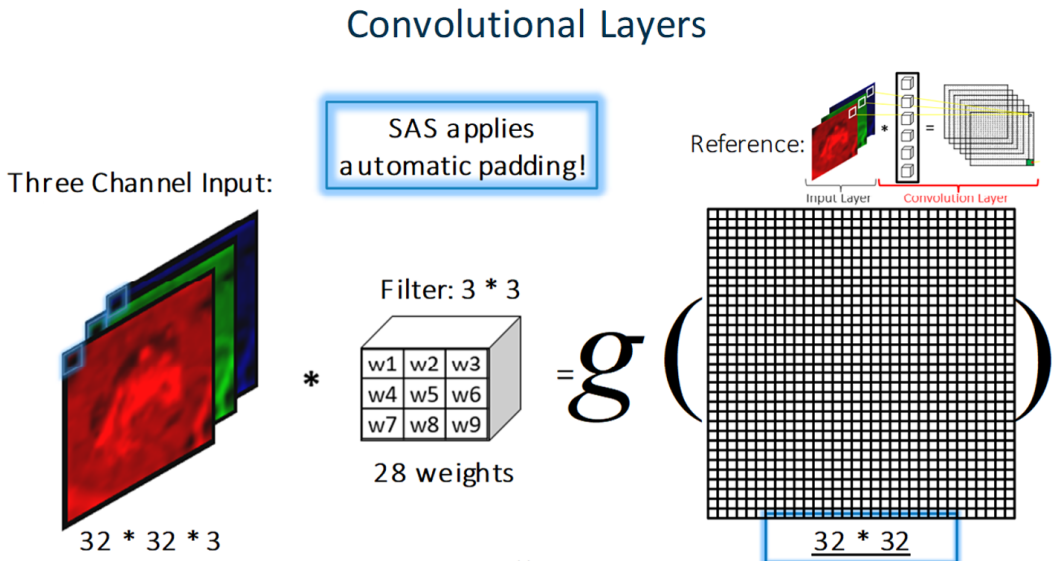 Convolutional Layers
SAS applies
automatic padding!
Reference:
*
=
Input Layer
Convolution Layer
Three Channel Input:
Filter: 3 * 3
*
w1 w2 w3
w4 w5 w6
w7 w8 w9
= g ( )
28 weights
32 * 32 * 3
32 * 32